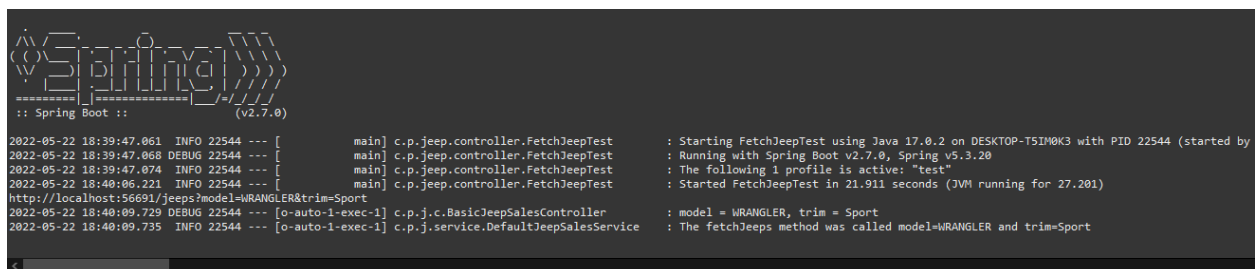 .   ____          _            __ _ _
 /\\ / ___'_ __ _ _(_)_ __  __ _ \ \ \ \
( ( )\___ | '_ | '_| | '_ \/ _` | \ \ \ \
 \\/  ___)| |_)| | | | | || (_| |  ) ) ) )
  '  |____| .__|_| |_|_| |_\__, | / / / /
 =========|_|==============|___/=/_/_/_/
 :: Spring Boot ::                (v2.7.0)
2022-05-22 18:39:47.061  INFO 22544 --- [           main] c.p.jeep.controller.FetchJeepTest        : Starting FetchJeepTest using Java 17.0.2 on DESKTOP-T5IM0K3 with PID 22544 (started by
2022-05-22 18:39:47.068 DEBUG 22544 --- [           main] c.p.jeep.controller.FetchJeepTest        : Running with Spring Boot v2.7.0, Spring v5.3.20
2022-05-22 18:39:47.074  INFO 22544 --- [           main] c.p.jeep.controller.FetchJeepTest        : The following 1 profile is active: "test"
2022-05-22 18:40:06.221  INFO 22544 --- [           main] c.p.jeep.controller.FetchJeepTest        : Started FetchJeepTest in 21.911 seconds (JVM running for 27.201)
http://localhost:56691/jeeps?model=WRANGLER&trim=Sport
2022-05-22 18:40:09.729 DEBUG 22544 --- [o-auto-1-exec-1] c.p.j.c.BasicJeepSalesController         : model = WRANGLER, trim = Sport
2022-05-22 18:40:09.735  INFO 22544 --- [o-auto-1-exec-1] c.p.j.service.DefaultJeepSalesService    : The fetchJeeps method was called model=WRANGLER and trim=Sport